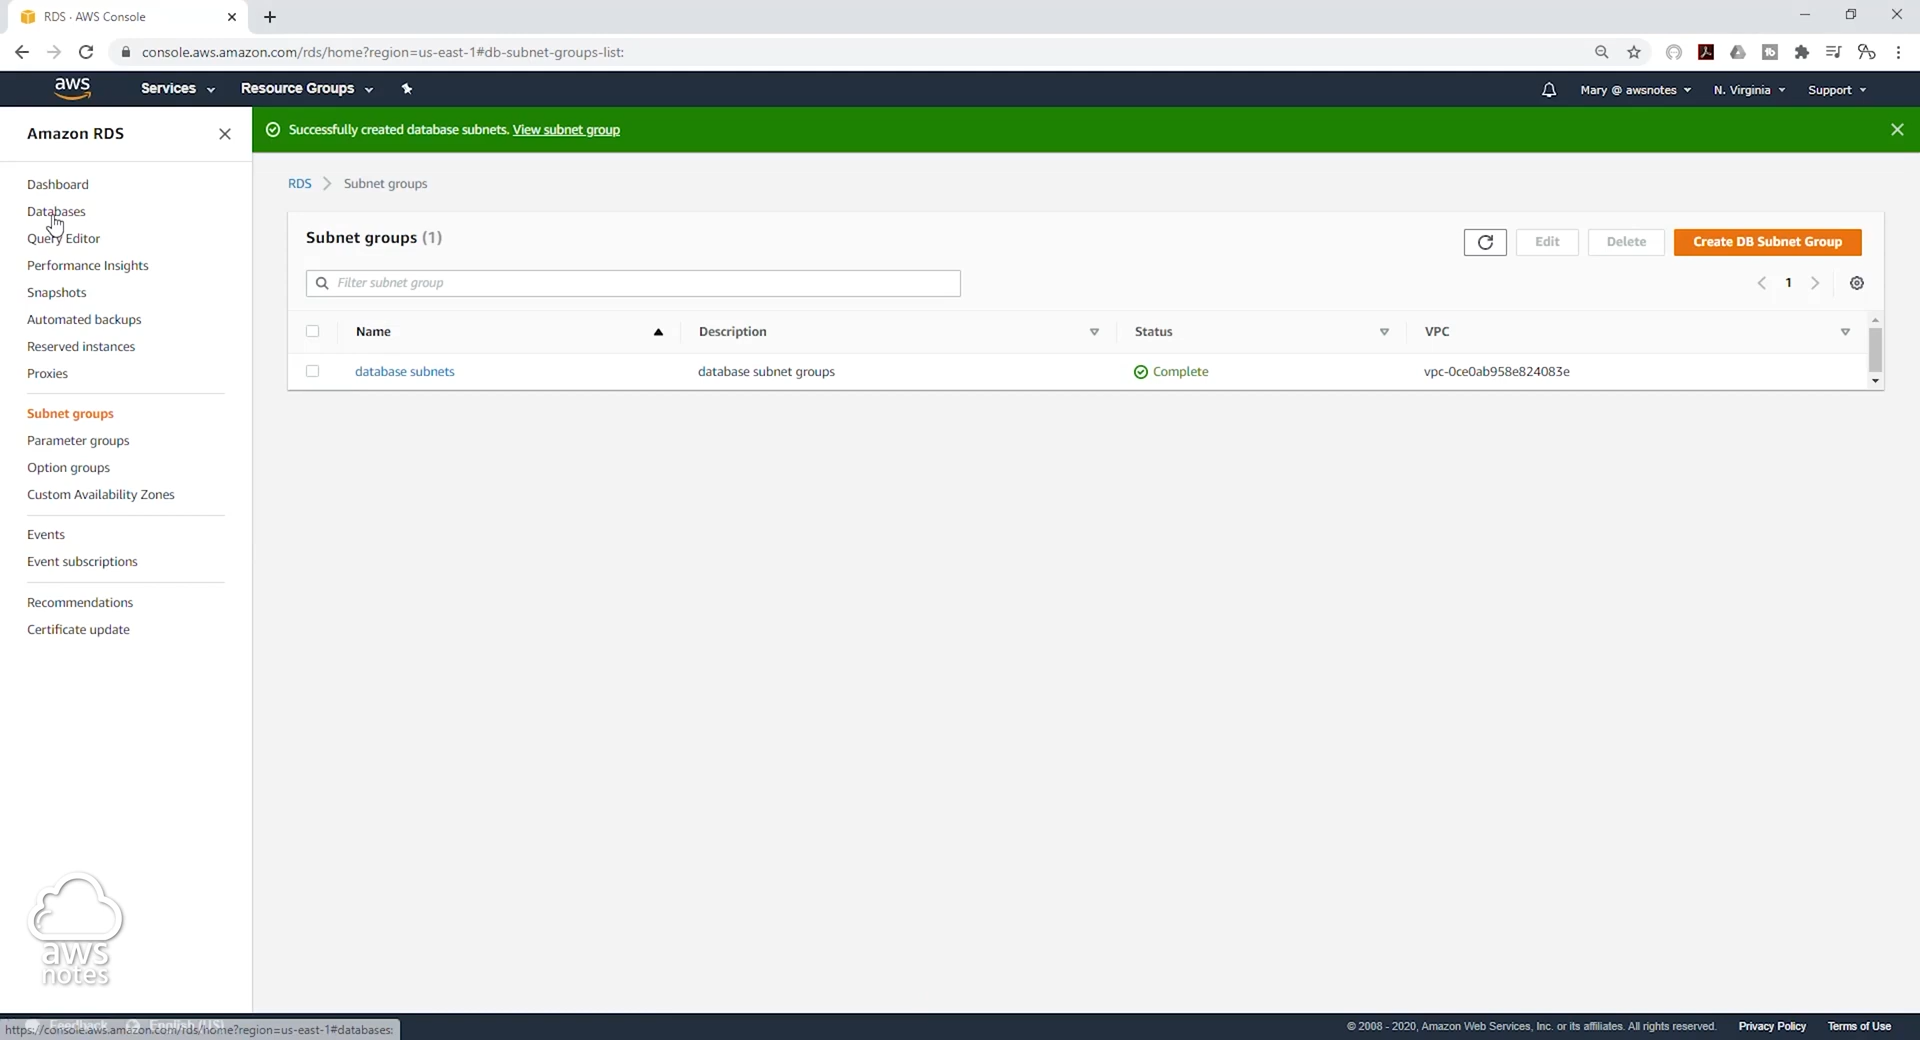 RDS · AWS Console
console.aws.amazon.com/rds/home?region=us-east-1#db-subnet-groups-list:
aws
Services
Resource Groups
Mary @ awsnotes
N. Virginia
Support
Amazon RDS
Successfully created database subnets. View subnet group
Dashboard
Databases
Query Editor
Performance Insights
Snapshots
Automated backups
Reserved instances
Proxies
Subnet groups
Parameter groups
Option groups
Custom Availability Zones
Events
Event subscriptions
Recommendations
Certificate update
RDS > Subnet groups
Subnet groups (1)
Edit
Delete
Create DB Subnet Group
Filter subnet group
1
Name Description Status VPC
database subnets database subnet groups Complete vpc-0ce0ab958e824083e
aws
notes
Feedback English (US)
https://console.aws.amazon.com/rds/home?region=us-east-1#databases:
© 2008 - 2020, Amazon Web Services, Inc. or its affiliates. All rights reserved. Privacy Policy Terms of Use